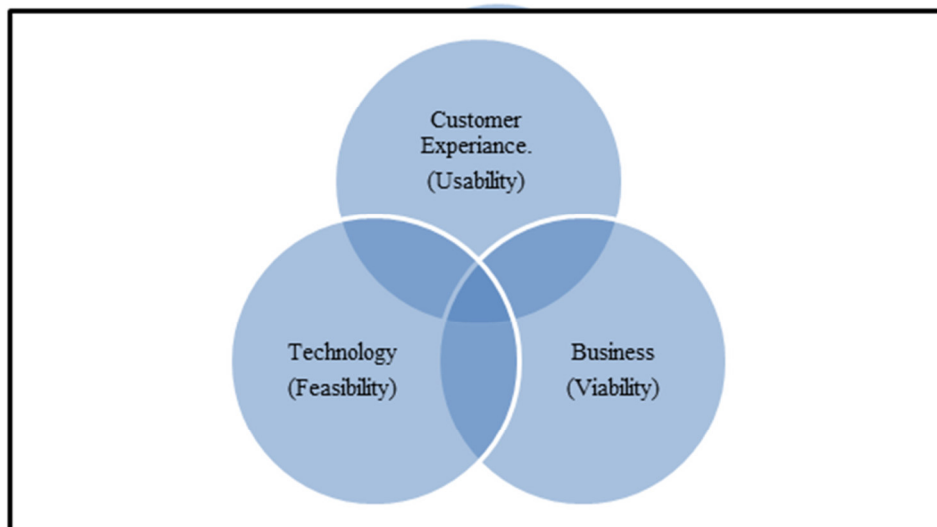 Customer
Experiance.
(Usability)
Technology
(Feasibility)
Business
(Viability)